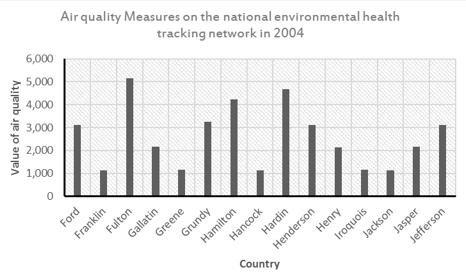 Air quality Measures on the national environmental health
tracking network in 2004
Value of air quality
6,000
5,000
4,000
3,000
2,000
1,000
0
Ford
Franklin
Fulton
Gallatin
Greene
Grundy
Hamilton
Hancock
Hardin
Henderson
Henry
Iroquois
Jackson
Jasper
Jefferson
Country